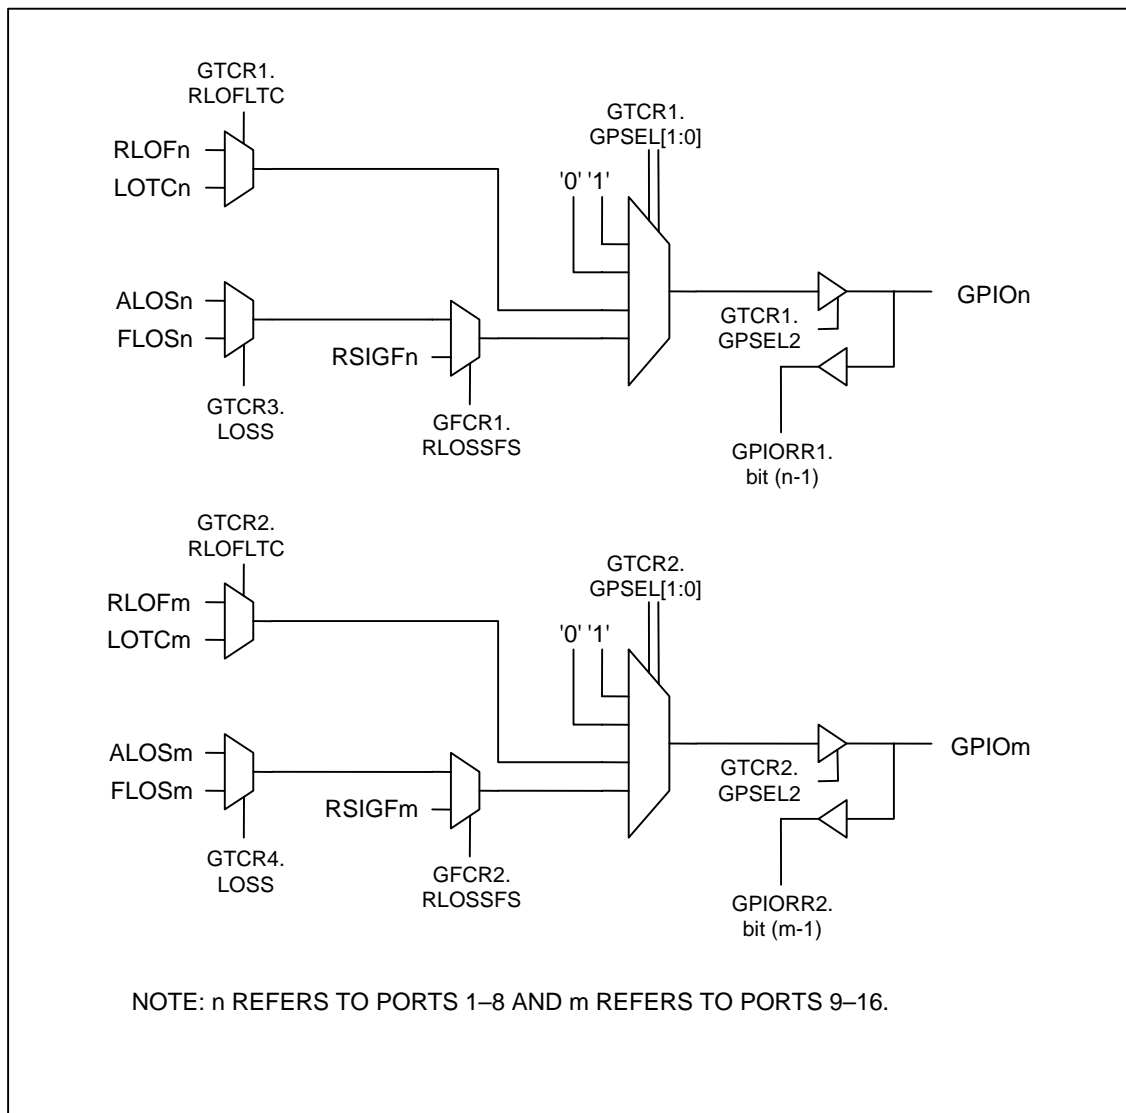 GTCR1.
RLOFLTC
RLOFn
LOTCn
GTCR1.
GPSEL[1:0]
'0' '1'
ALOSn
FLOSn
RSIGFn
GTCR3.
LOSS
GFCR1.
RLOSSFS
GTCR1.
GPSEL2
GPIOn
GPIORR1.
bit (n-1)
GTCR2.
RLOFLTC
RLOFm
LOTCm
GTCR2.
GPSEL[1:0]
'0' '1'
ALOSm
FLOSm
RSIGFm
GTCR4.
LOSS
GFCR2.
RLOSSFS
GTCR2.
GPSEL2
GPIOm
GPIORR2.
bit (m-1)
NOTE: n REFERS TO PORTS 1–8 AND m REFERS TO PORTS 9–16.